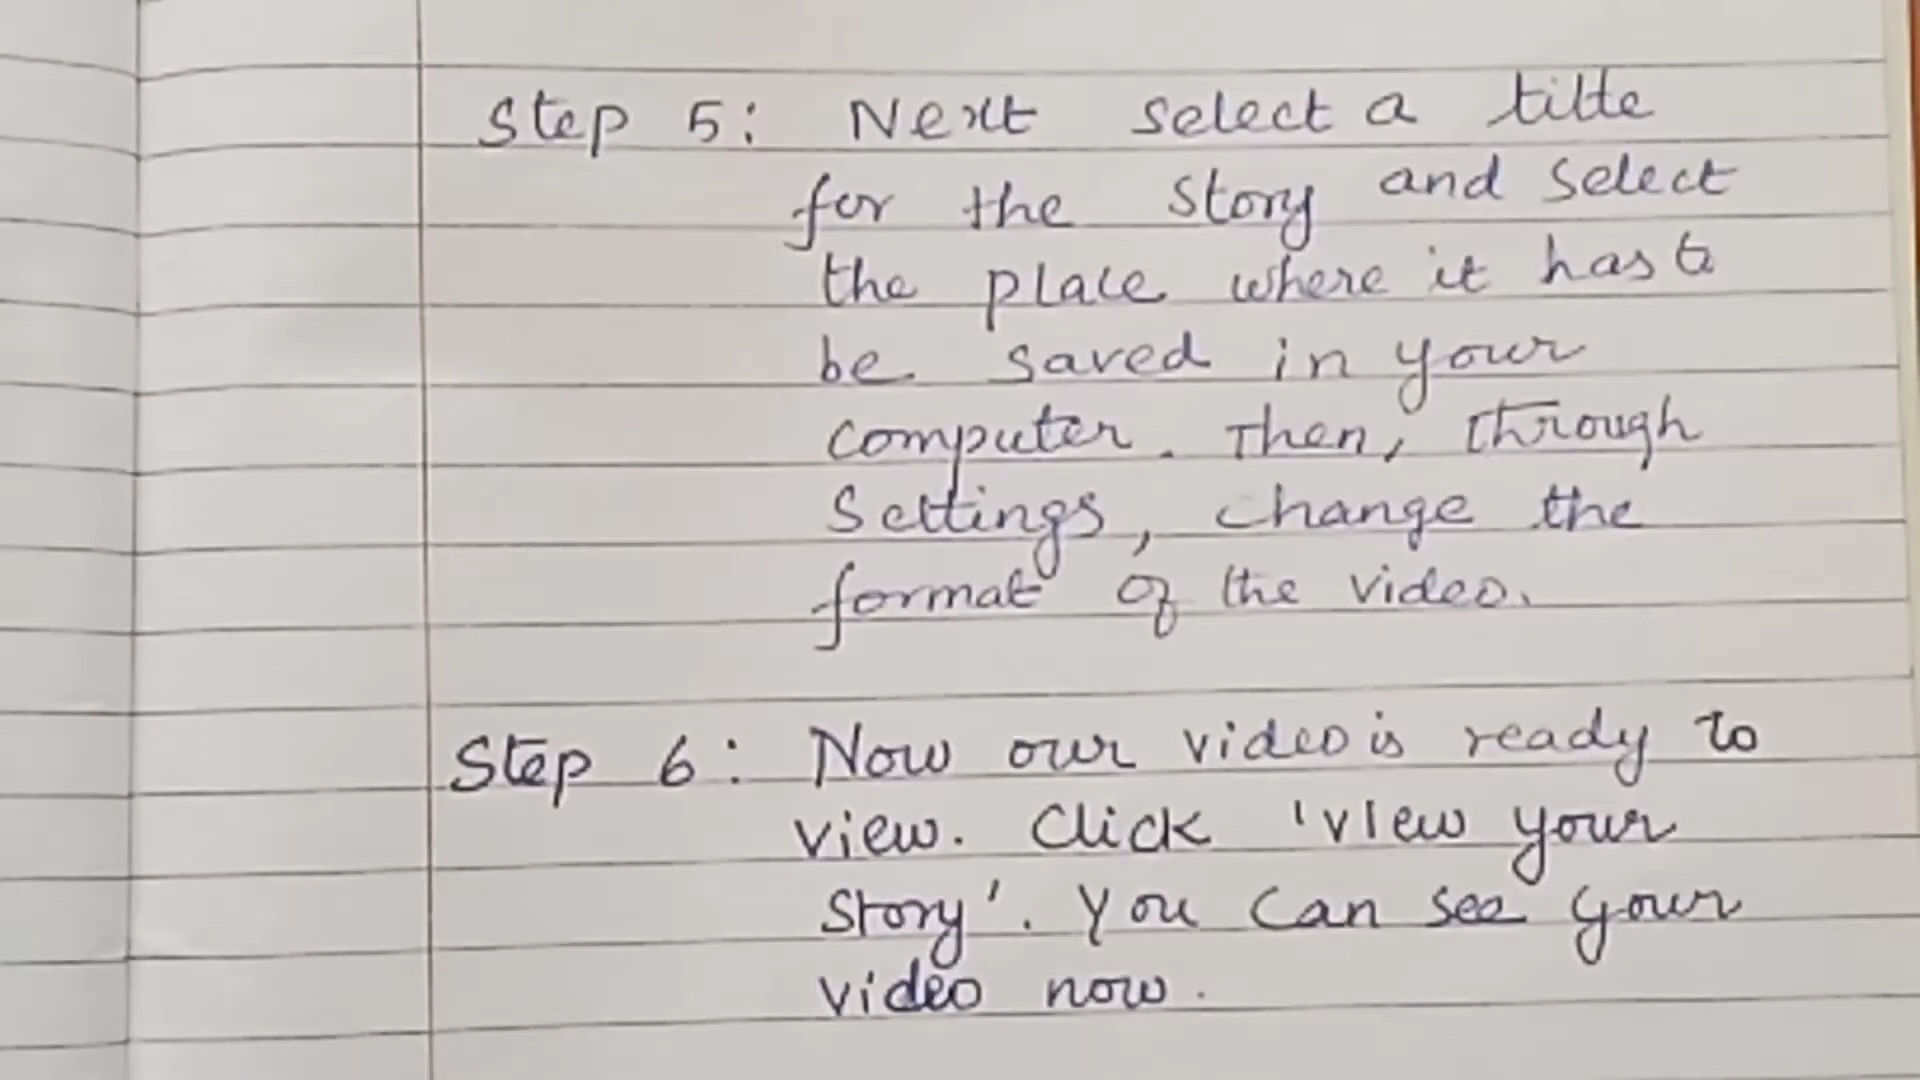 Step 5: Next select a title
for the story and select
the place where it has to
be saved in your
computer. Then, through
Settings, change the
format of the video.
Step 6: Now our video is ready to
view. Click 'view your
Story'. You can see your
video now.